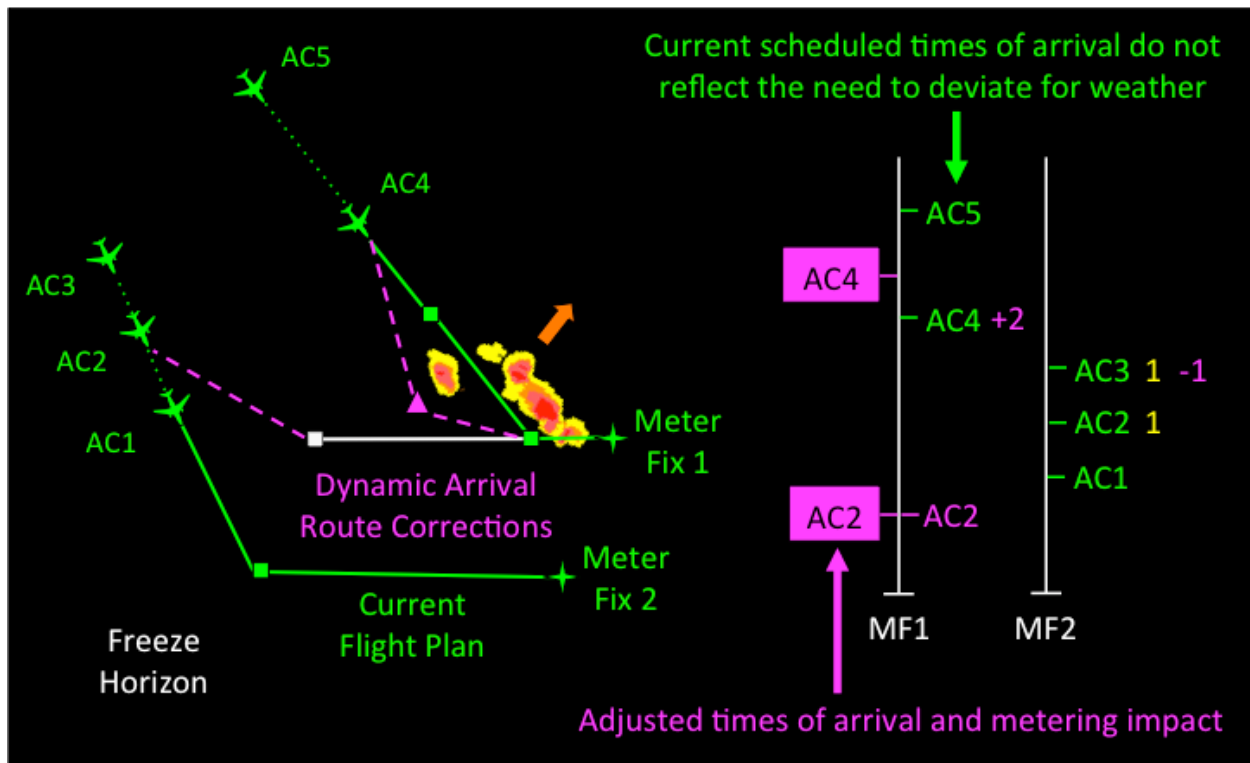 AC5
AC4
AC3
AC2
AC1
Meter
Fix 1
Dynamic Arrival
Route Corrections
Meter
Fix 2
Current
Flight Plan
Freeze
Horizon
Current scheduled times of arrival do not
reflect the need to deviate for weather
AC5
AC4
AC4 +2
AC3 1 -1
AC2 1
AC1
AC2
AC2
MF1
MF2
Adjusted times of arrival and metering impact